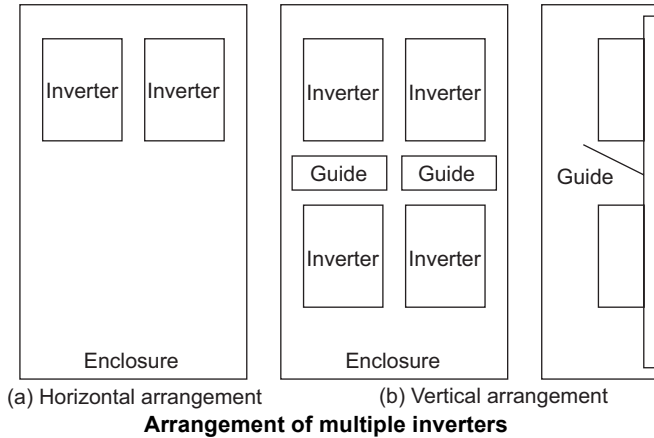 Inverter Inverter
Enclosure
(a) Horizontal arrangement
Inverter Inverter
Guide Guide
Inverter Inverter
Enclosure
Guide
(b) Vertical arrangement
Arrangement of multiple inverters